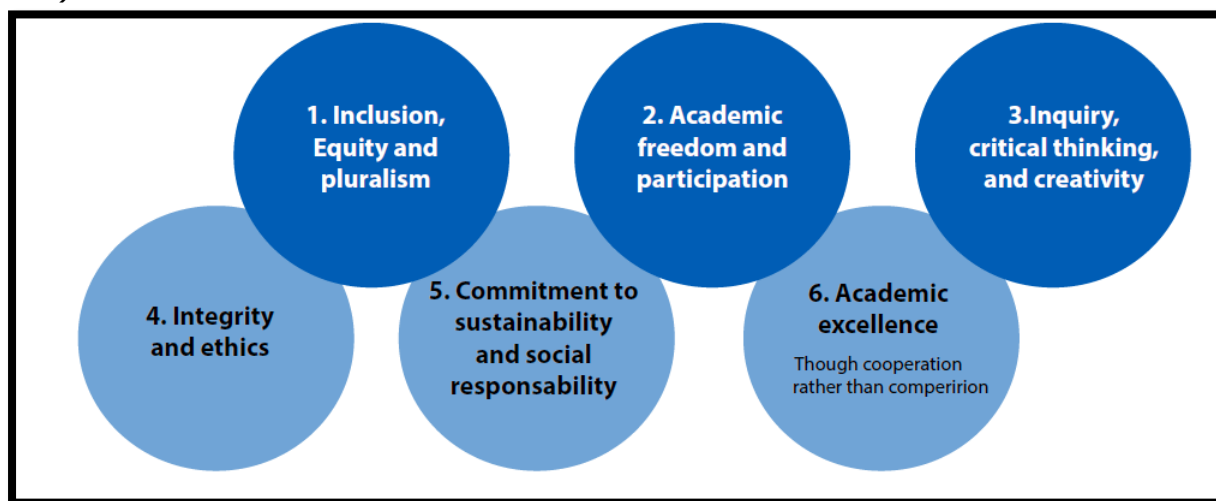 1. Inclusion,
Equity and
pluralism
2. Academic
freedom and
participation
3.Inquiry,
critical thinking,
and creativity
4. Integrity
and ethics
5. Commitment to
sustainability
and social
responsability
6. Academic
excellence
Though cooperation
rather than comperirion